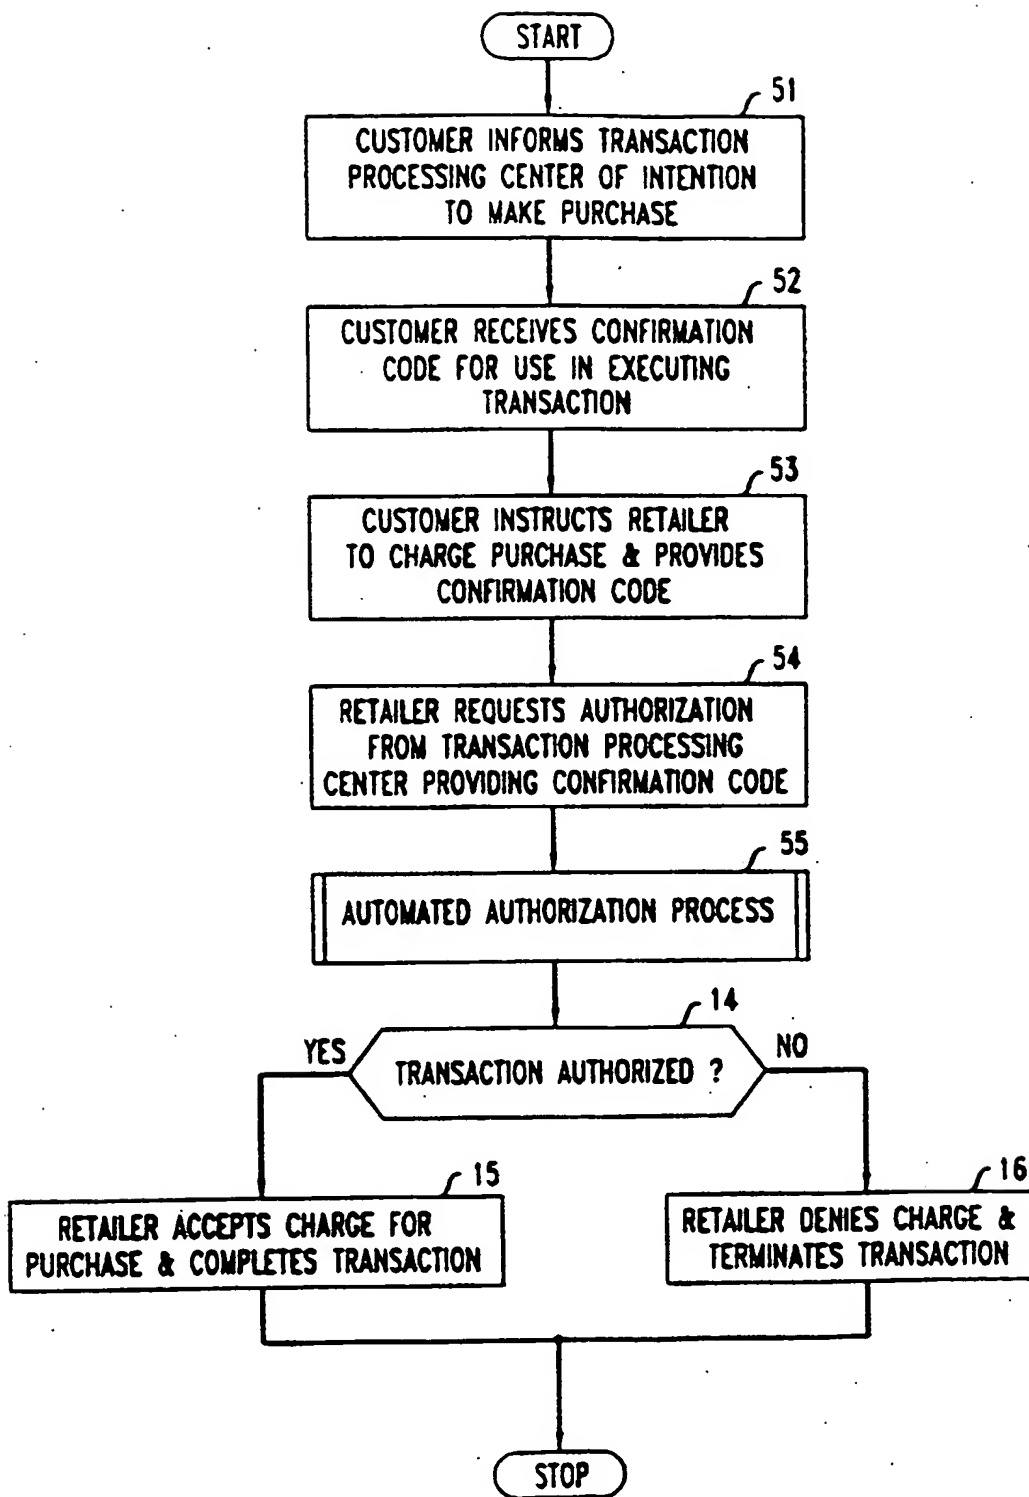 START
51
CUSTOMER INFORMS TRANSACTION
PROCESSING CENTER OF INTENTION
TO MAKE PURCHASE
52
CUSTOMER RECEIVES CONFIRMATION
CODE FOR USE IN EXECUTING
TRANSACTION
53
CUSTOMER INSTRUCTS RETAILER
TO CHARGE PURCHASE & PROVIDES
CONFIRMATION CODE
54
RETAILER REQUESTS AUTHORIZATION
FROM TRANSACTION PROCESSING
CENTER PROVIDING CONFIRMATION CODE
55
AUTOMATED AUTHORIZATION PROCESS
14
YES
TRANSACTION AUTHORIZED ?
NO
15
RETAILER ACCEPTS CHARGE FOR
PURCHASE & COMPLETES TRANSACTION
16
RETAILER DENIES CHARGE &
TERMINATES TRANSACTION
STOP